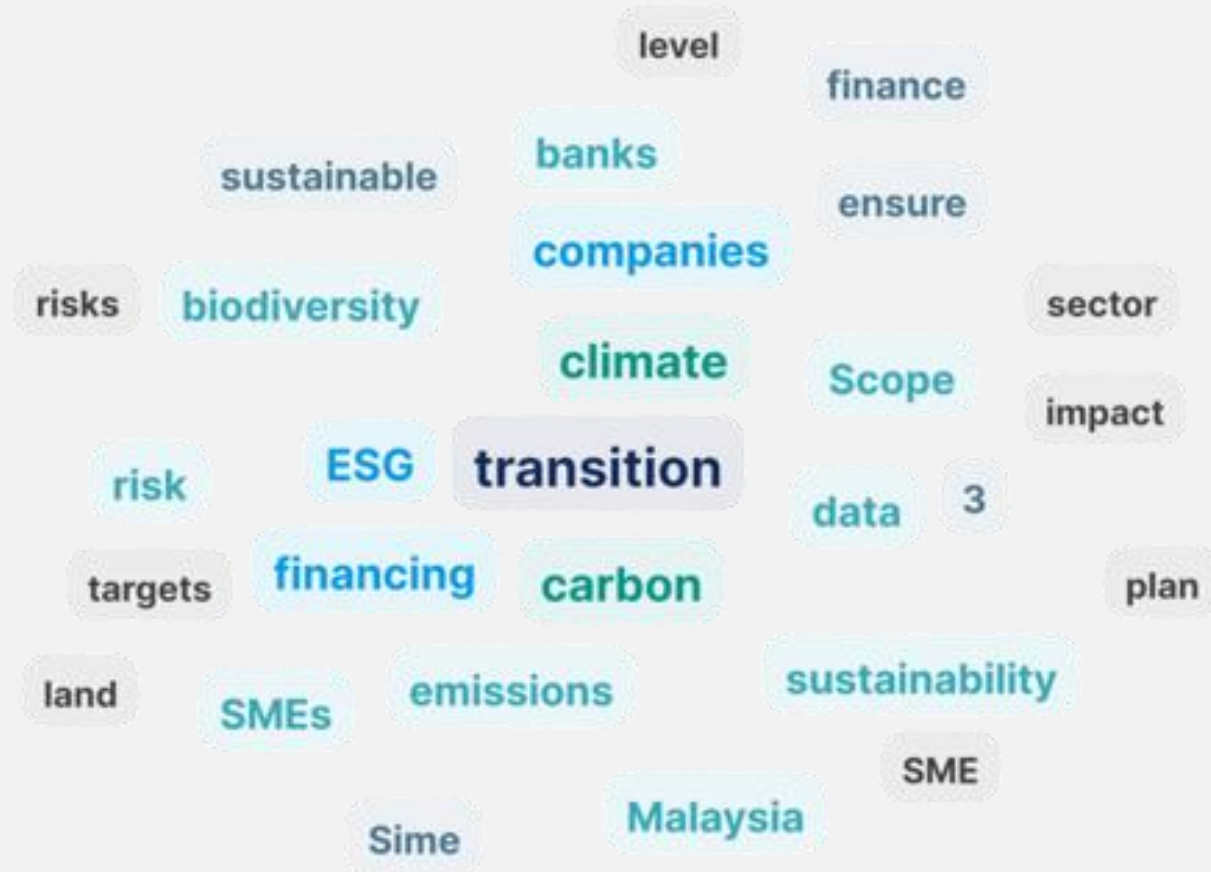 level
finance
banks
sustainable
ensure
companies
risks
biodiversity
sector
climate
Scope
impact
ESG
transition
risk
data
3
financing
carbon
targets
plan
sustainability
land
emissions
SMEs
SME
Malaysia
Sime